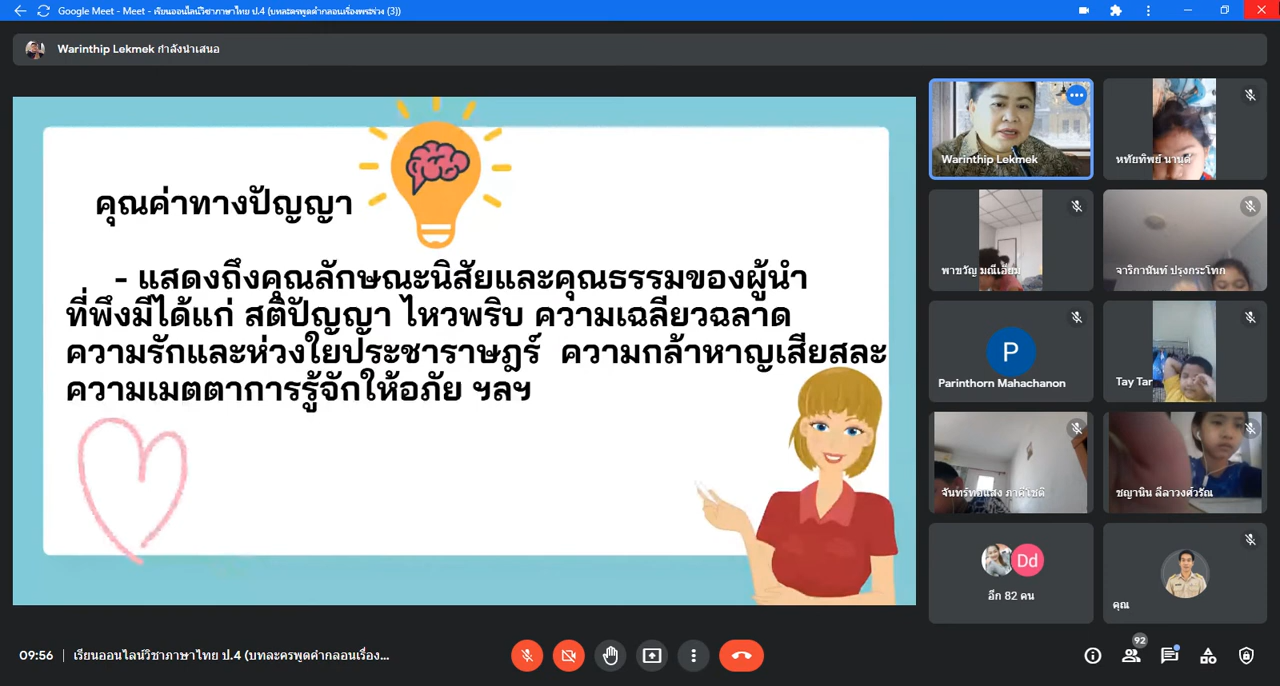 Google Meet - Meet - เรียนออนไลน์วิชาภาษาไทย ป.4 (บทละครพูดคำกลอนเรื่องพระร่วง (3))
Warinthip Lekmek กำลังนำเสนอ
คุณค่าทางปัญญา
- แสดงถึงคุณลักษณะนิสัยและคุณธรรมของผู้นำ
ที่พึงมีได้แก่ สติปัญญา ไหวพริบ ความเฉลียวฉลาด
ความรักและห่วงใยประชาราษฎร์ ความกล้าหาญเสียสละ
ความเมตตาการรู้จักให้อภัย ฯลฯ
Warinthip Lekmek
หทัยทิพย์ นานุดี
พาขวัญ มณีเอี่ยม
จาริกานันท์ ปรุงกระโทก
P
Parinthorn Mahachanon
Tay Tar
ชญานิน ลีลาวงศ์วรัณ
Dd
อีก 82 คน
คุณ
09:56 | เรียนออนไลน์วิชาภาษาไทย ป.4 (บทละครพูดคำกลอนเรื่อง...
92